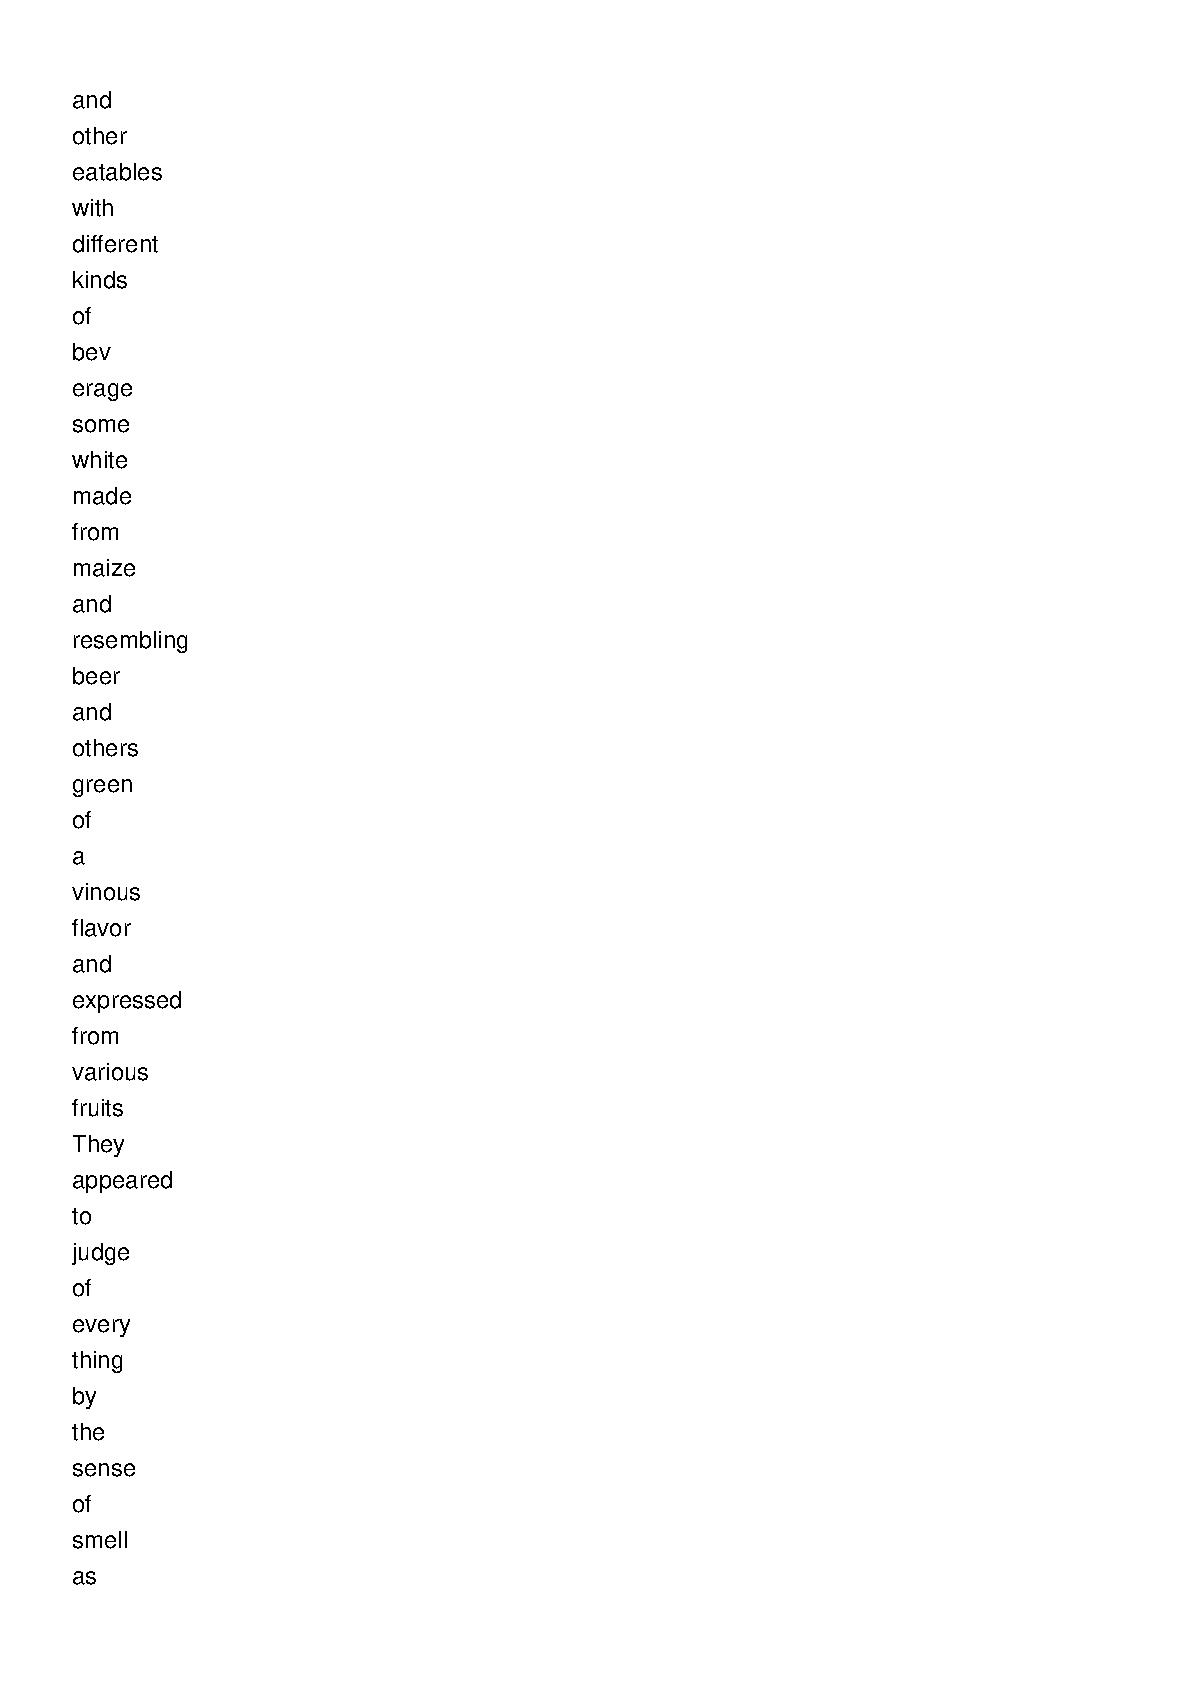 and
other
eatables
with
different
kinds
of
bev
erage
some
white
made
from
maize
and
resembling
beer
and
others
green
of
a
vinous
flavor
and
expressed
from
various
fruits
They
appeared
to
judge
of
every
thing
by
the
sense
of
smell
as